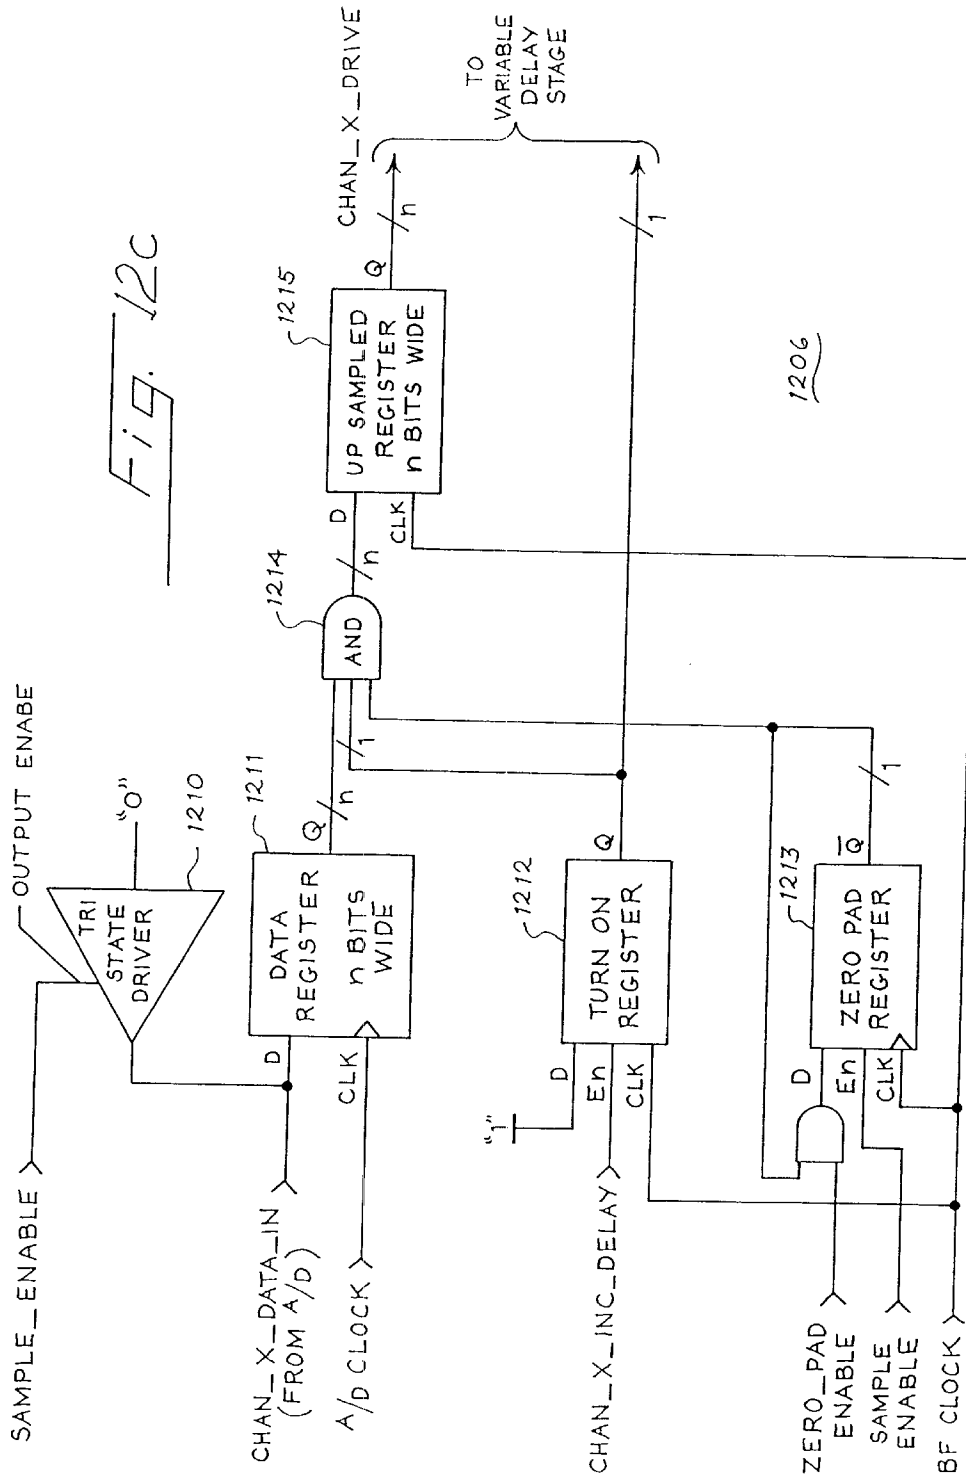 Fig. 12C
SAMPLE_ENABLE
OUTPUT ENABE
TRI
STATE
DRIVER
"0"
1210
CHAN_X_DATA_IN
(FROM A/D)
A/D CLOCK
D
CLK
DATA
REGISTER
n BITS
WIDE
Q
1211
n
1
AND
1214
n
D
CLK
UP SAMPLED
REGISTER
n BITS WIDE
1215
Q
n
CHAN_X_DRIVE
TO
VARIABLE
DELAY
STAGE
1
"1"
CHAN_X_INC_DELAY
D
En
CLK
TURN ON
REGISTER
1212
Q
ZERO_PAD
ENABLE
SAMPLE
ENABLE
BF CLOCK
D
En
CLK
ZERO PAD
REGISTER
1213
Q̅
1
1206